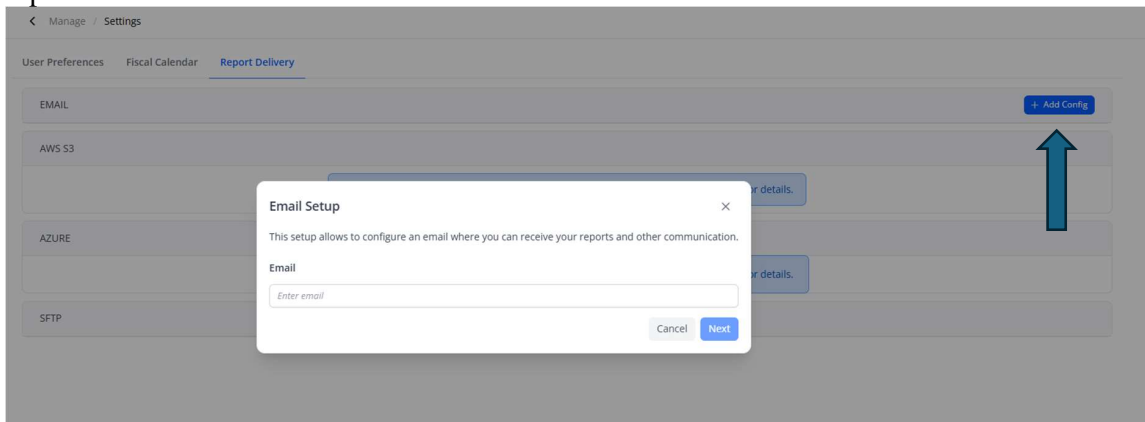 Manage / Settings
User Preferences Fiscal Calendar Report Delivery
EMAIL
+ Add Config
AWS S3
or details.
Email Setup
This setup allows to configure an email where you can receive your reports and other communication.
AZURE
Email
or details.
Enter email
SFTP
Cancel Next